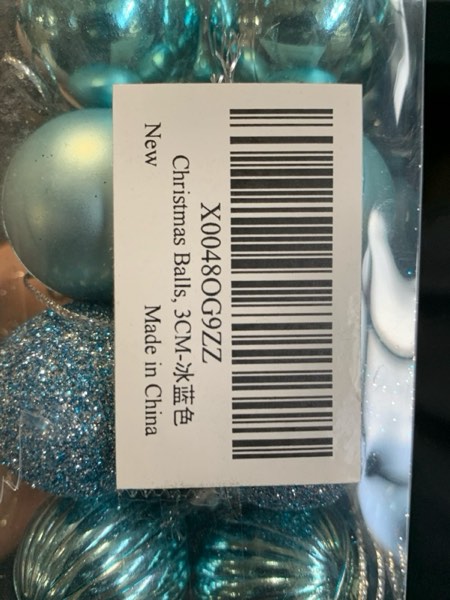 X0048OG9ZZ
Christmas Balls, 3CM-冰蓝色
New
Made in China